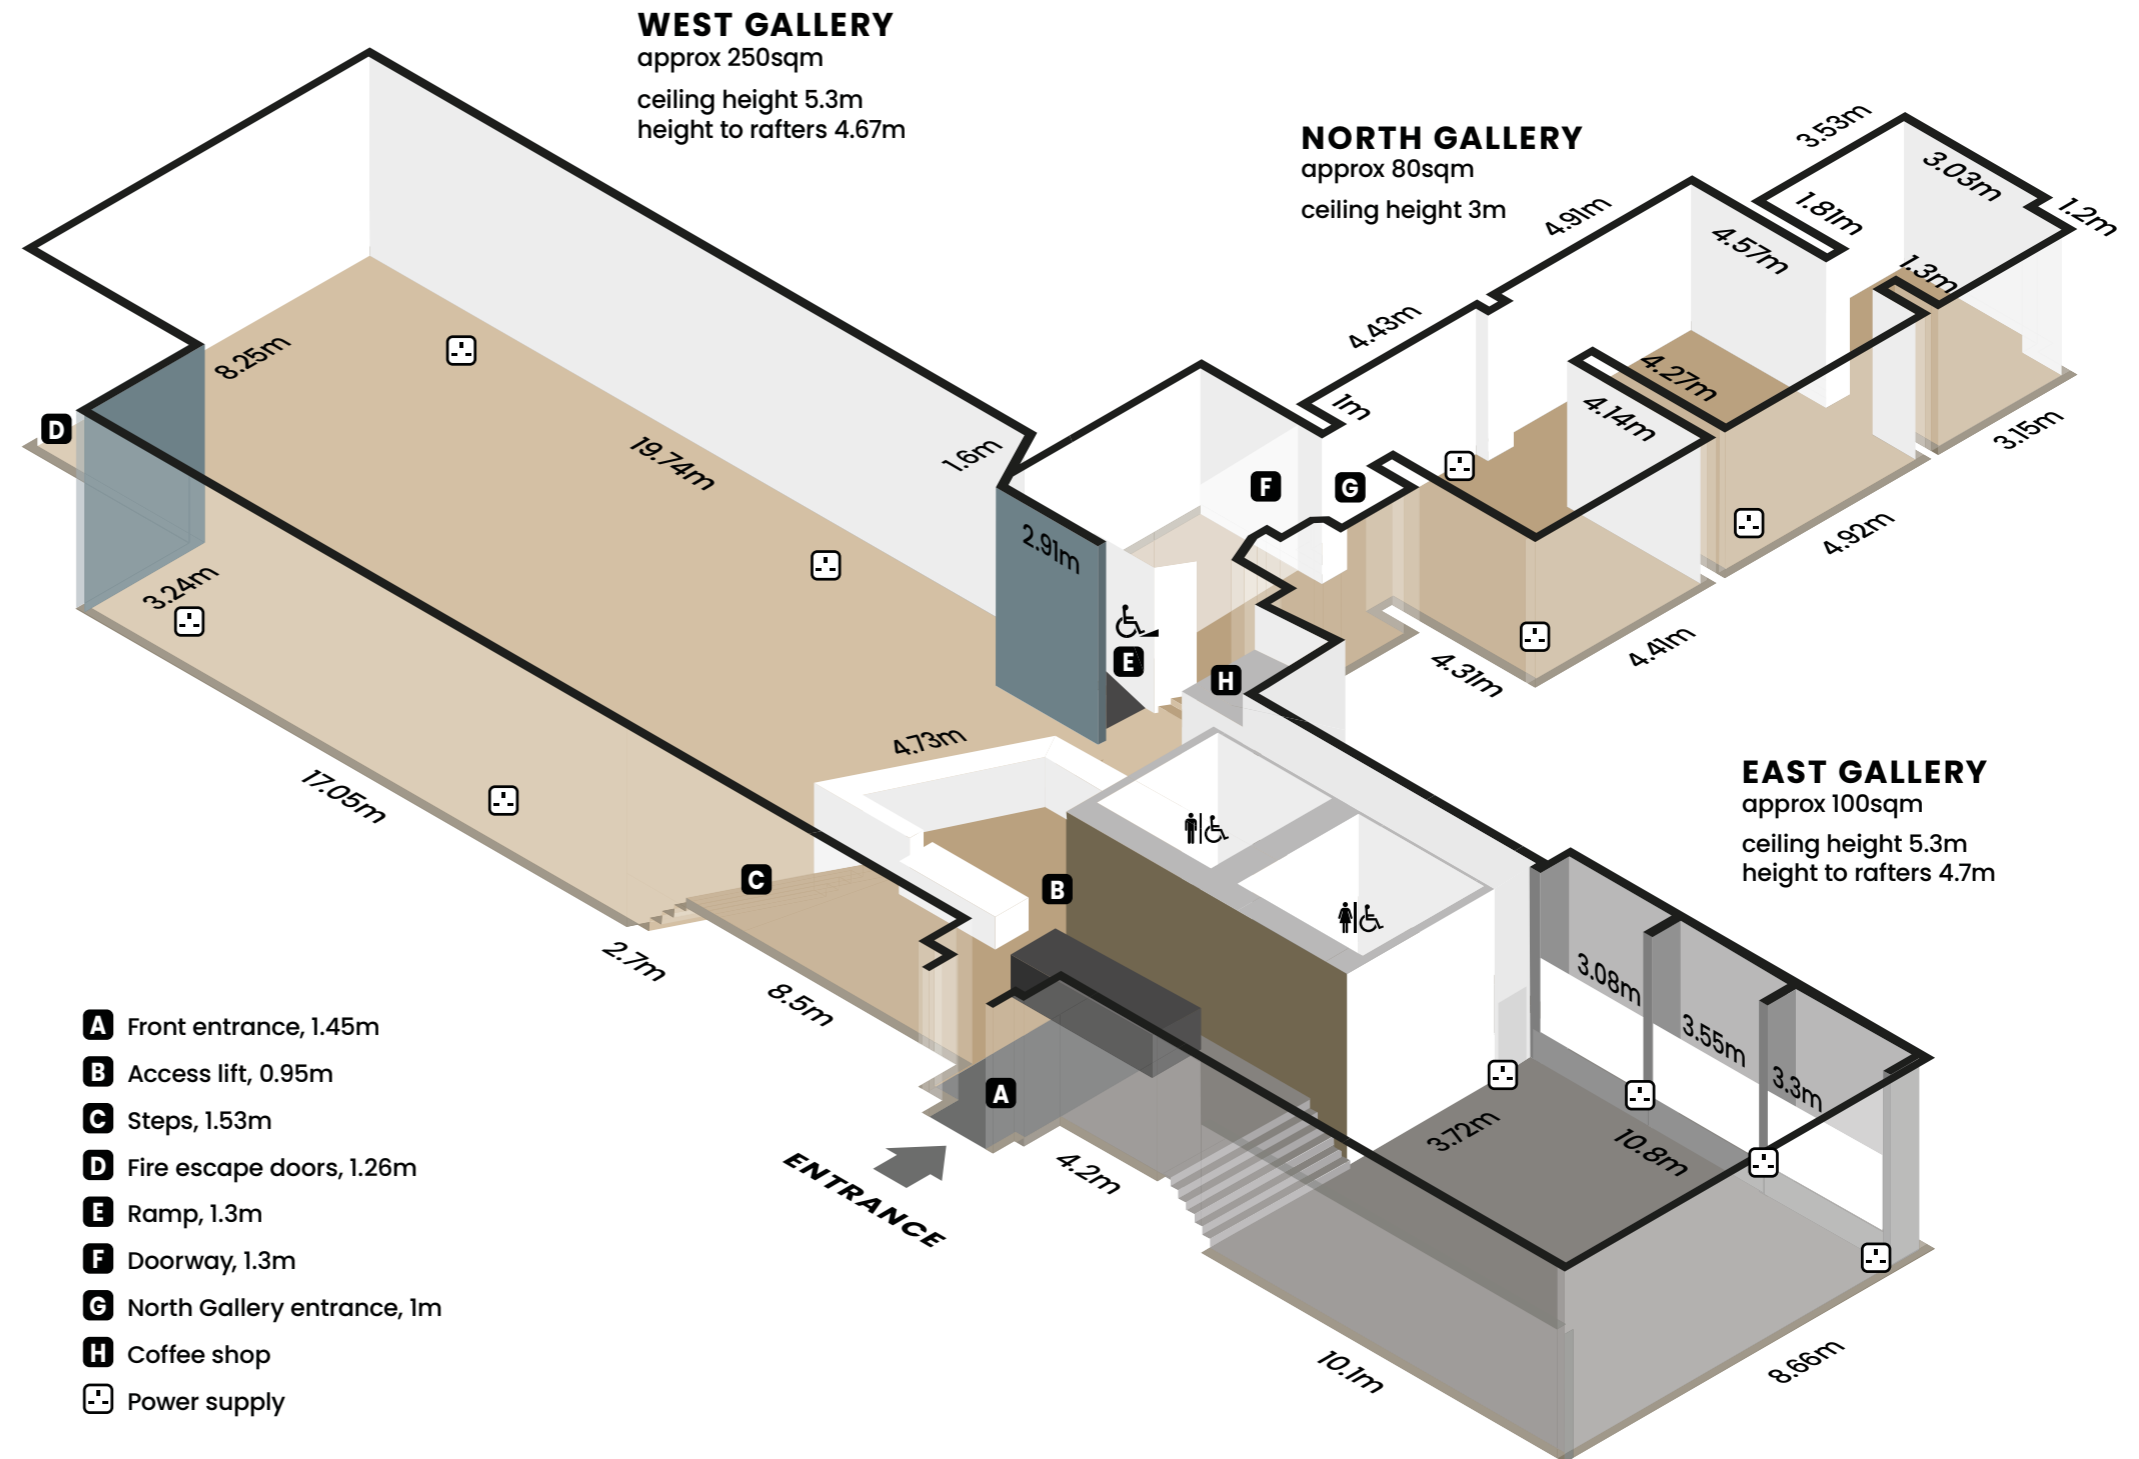 WEST GALLERY
approx 250sqm
ceiling height 5.3m
height to rafters 4.67m
NORTH GALLERY
approx 80sqm
ceiling height 3m
3.53m
3.03m
1.2m
1.81m
4.91m
4.57m
1.3m
4.43m
4.27m
4.14m
1m
3.15m
4.92m
4.41m
4.31m
8.25m
D
3.24m
19.74m
1.6m
2.91m
F
G
E
H
17.05m
4.73m
C
B
2.7m
8.5m
A
ENTRANCE
4.2m
EAST GALLERY
approx 100sqm
ceiling height 5.3m
height to rafters 4.7m
3.08m
3.55m
3.3m
3.72m
10.8m
10.1m
8.66m
A Front entrance, 1.45m
B Access lift, 0.95m
C Steps, 1.53m
D Fire escape doors, 1.26m
E Ramp, 1.3m
F Doorway, 1.3m
G North Gallery entrance, 1m
H Coffee shop
Power supply